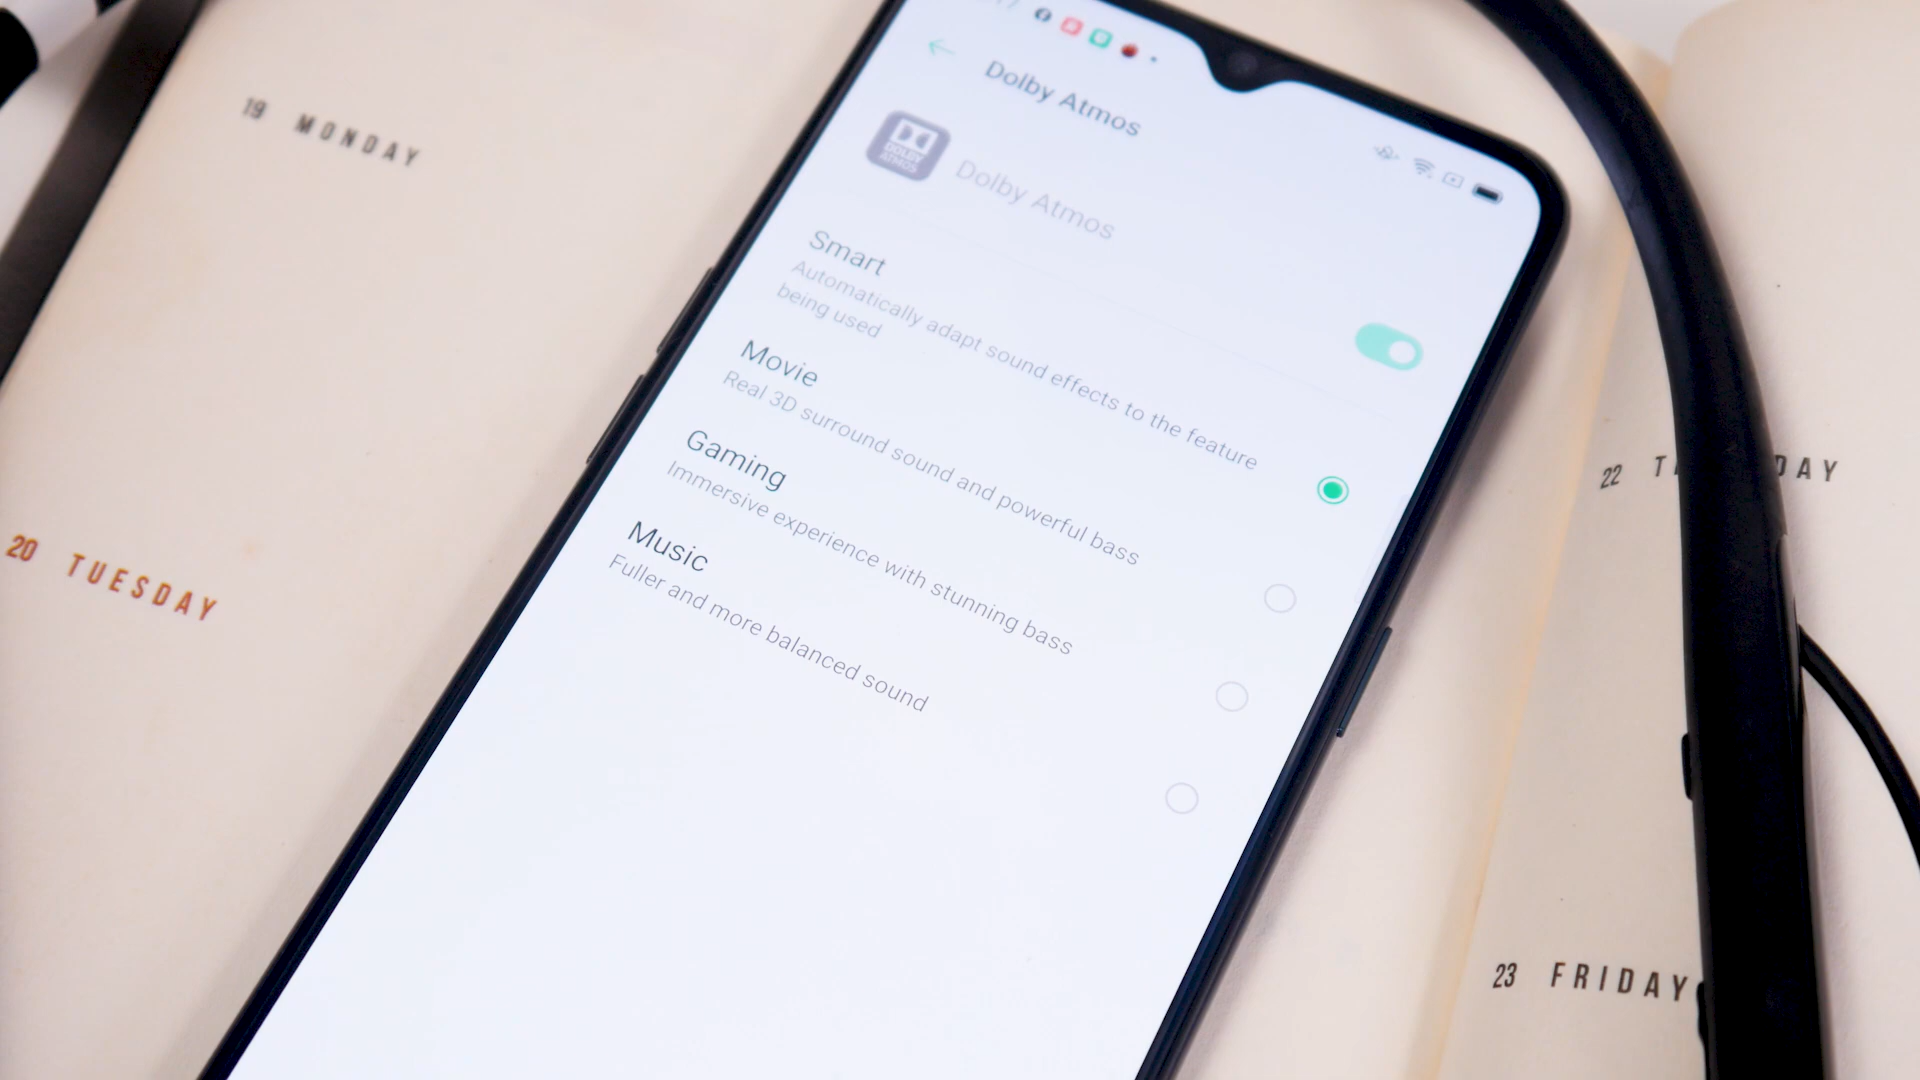 19 MONDAY
20 TUESDAY
Dolby Atmos
DOLBY
ATMOS
Dolby Atmos
Smart
Automatically adapt sound effects to the feature
being used
Movie
Real 3D surround sound and powerful bass
Gaming
Immersive experience with stunning bass
Music
Fuller and more balanced sound
22 T DAY
23 FRIDAY